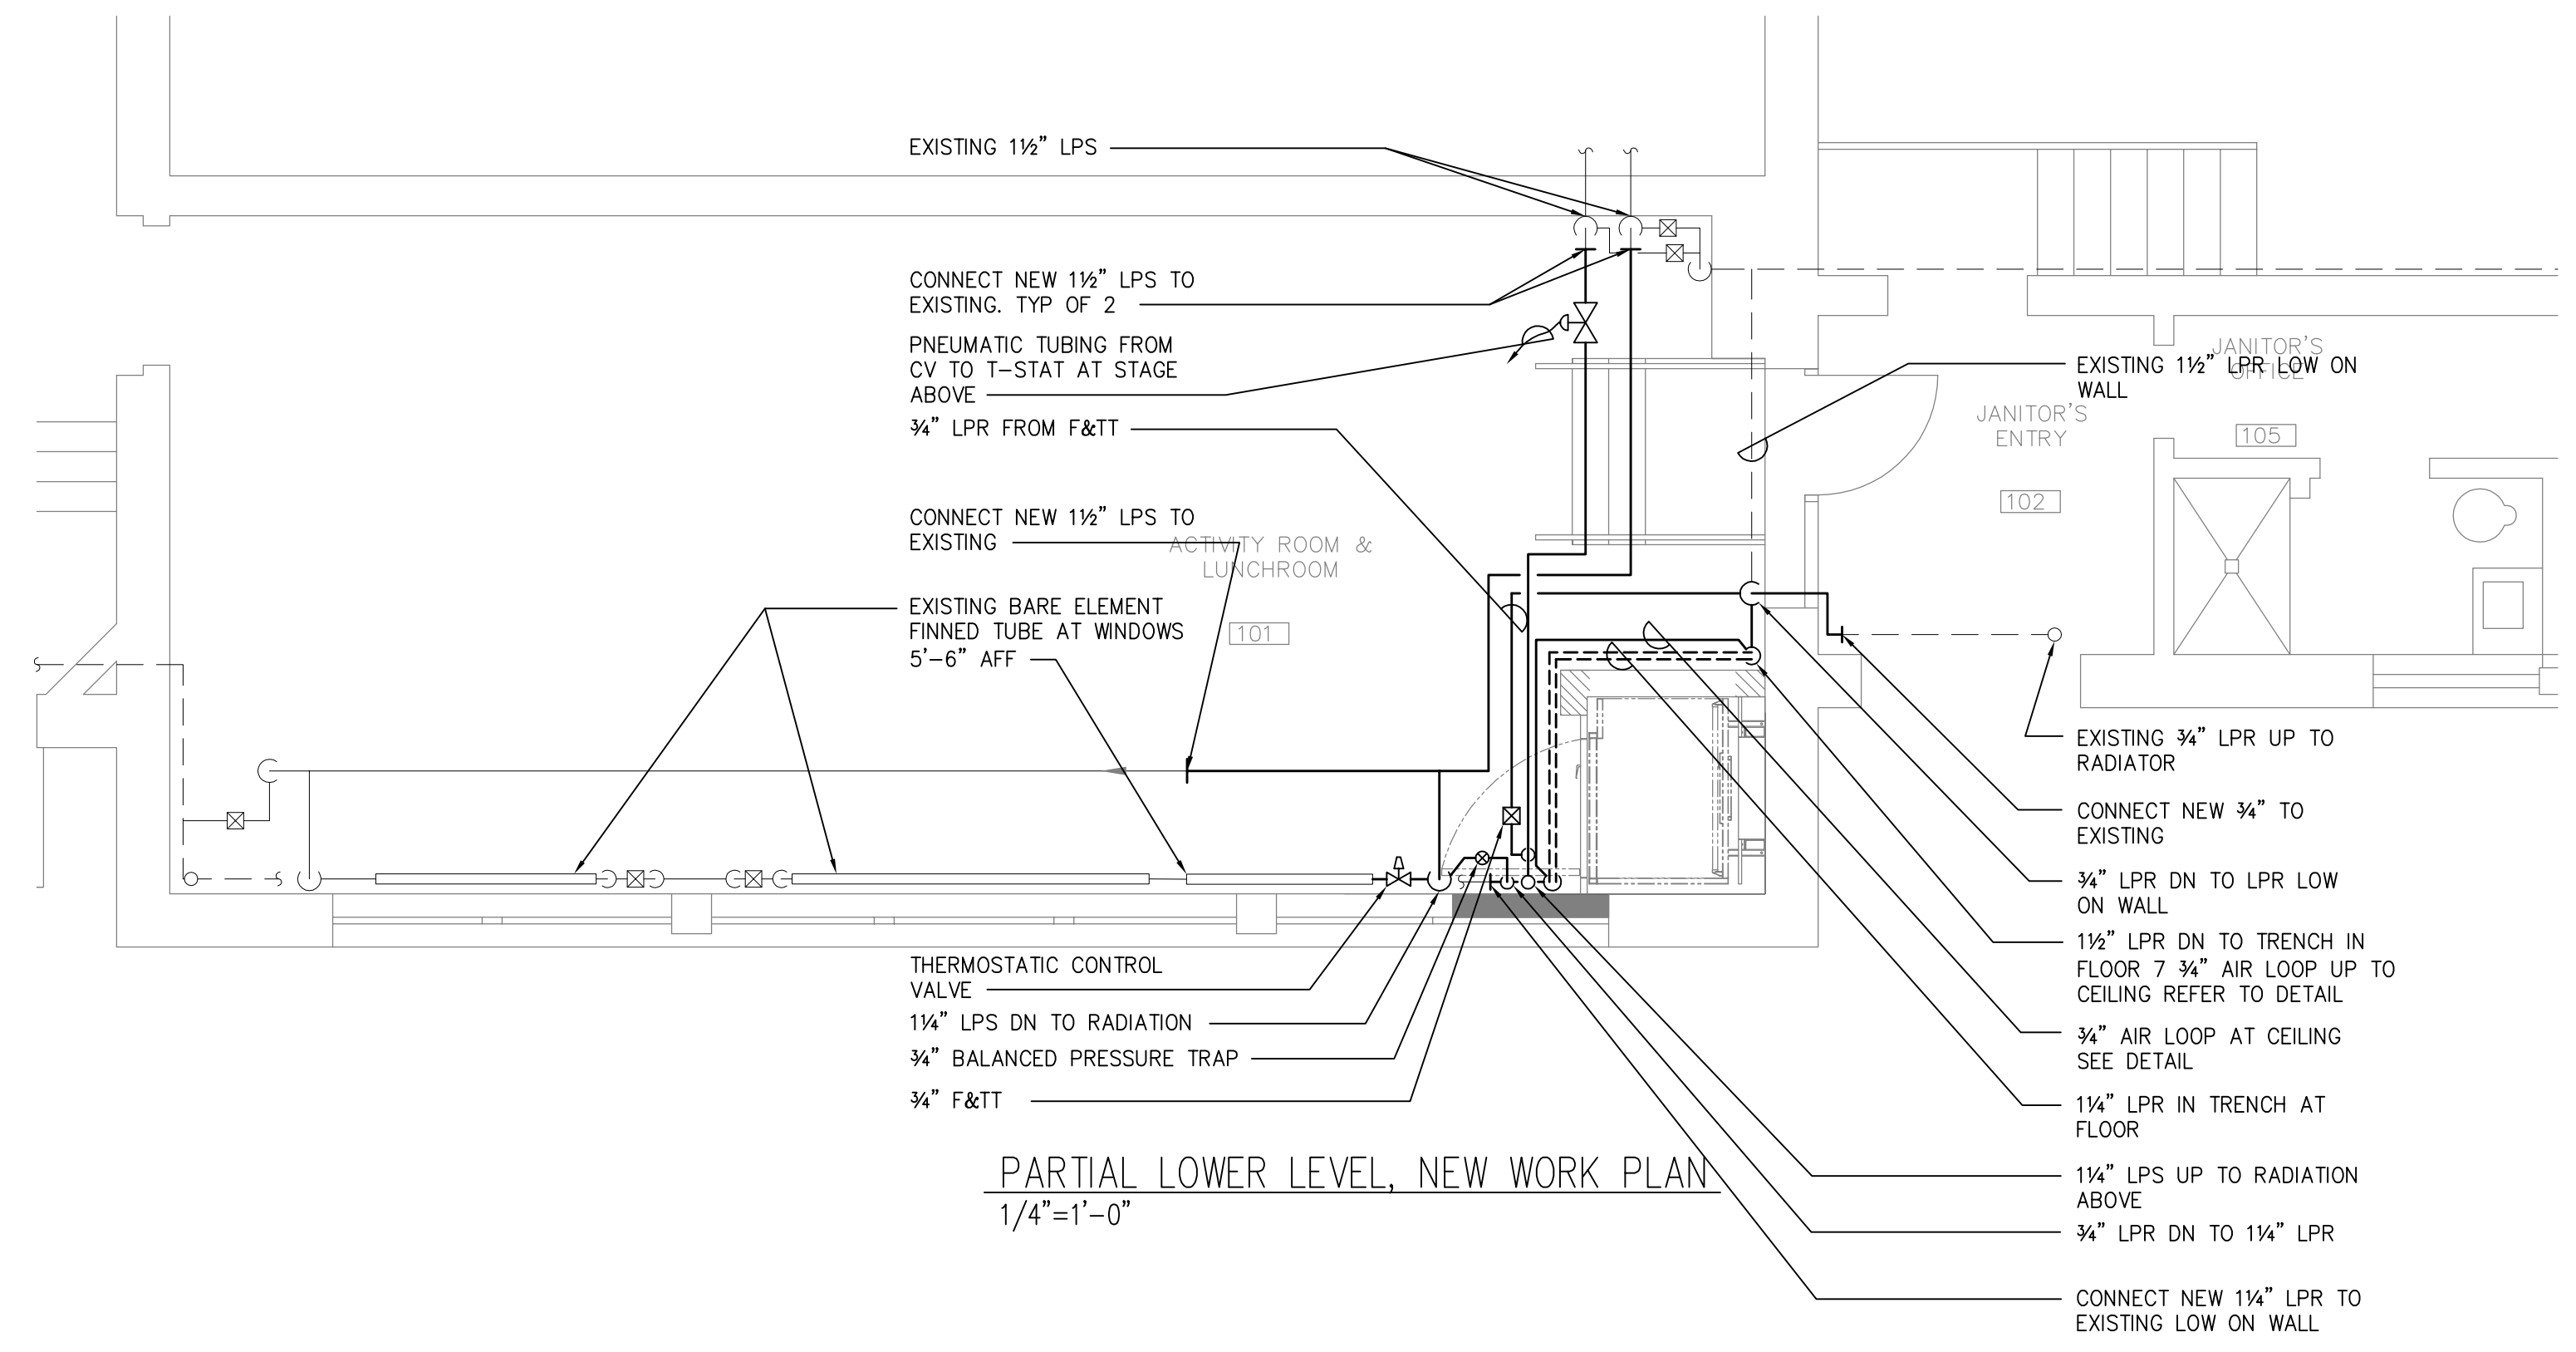 EXISTING 1½" LPS
CONNECT NEW 1½" LPS TO
EXISTING. TYP OF 2
PNEUMATIC TUBING FROM
CV TO T-STAT AT STAGE
ABOVE
¾" LPR FROM F&TT
CONNECT NEW 1½" LPS TO
EXISTING
ACTIVITY ROOM &
LUNCHROOM
101
EXISTING BARE ELEMENT
FINNED TUBE AT WINDOWS
5'-6" AFF
THERMOSTATIC CONTROL
VALVE
1¼" LPS DN TO RADIATION
¾" BALANCED PRESSURE TRAP
¾" F&TT
JANITOR'S
OFFICE
105
EXISTING 1½" LPR LOW ON
WALL
JANITOR'S
ENTRY
102
EXISTING ¾" LPR UP TO
RADIATOR
CONNECT NEW ¾" TO
EXISTING
¾" LPR DN TO LPR LOW
ON WALL
1½" LPR DN TO TRENCH IN
FLOOR 7 ¾" AIR LOOP UP TO
CEILING REFER TO DETAIL
¾" AIR LOOP AT CEILING
SEE DETAIL
1¼" LPR IN TRENCH AT
FLOOR
1¼" LPS UP TO RADIATION
ABOVE
¾" LPR DN TO 1¼" LPR
CONNECT NEW 1¼" LPR TO
EXISTING LOW ON WALL
PARTIAL LOWER LEVEL, NEW WORK PLAN
1/4"=1'-0"